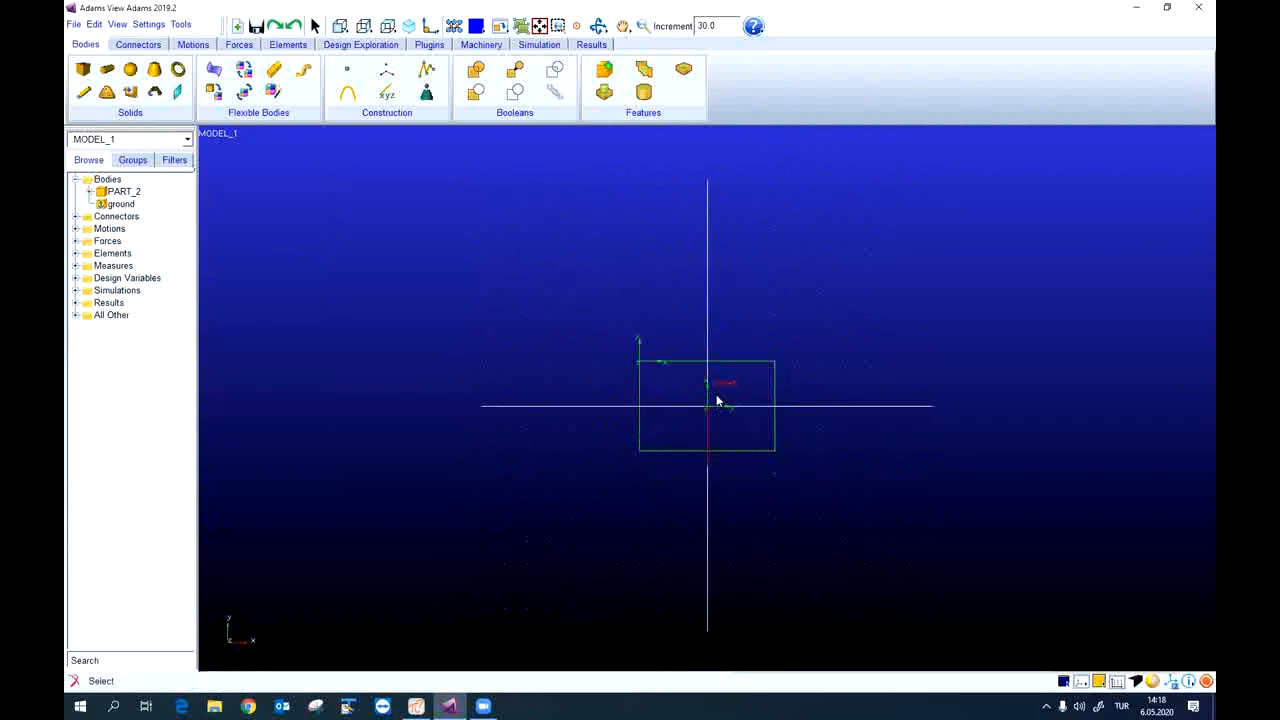 Adams View Adams 2019.2
File Edit View Settings Tools
Increment 30.0
Bodies Connectors Motions Forces Elements Design Exploration Plugins Machinery Simulation Results
Solids Flexible Bodies Construction Booleans Features
MODEL_1
MODEL_1
Browse Groups Filters
Bodies
PART_2
ground
Connectors
Motions
Forces
Elements
Measures
Design Variables
Simulations
Results
All Other
y
x
y
z x
Search
Select
14:18
TUR
6.05.2020